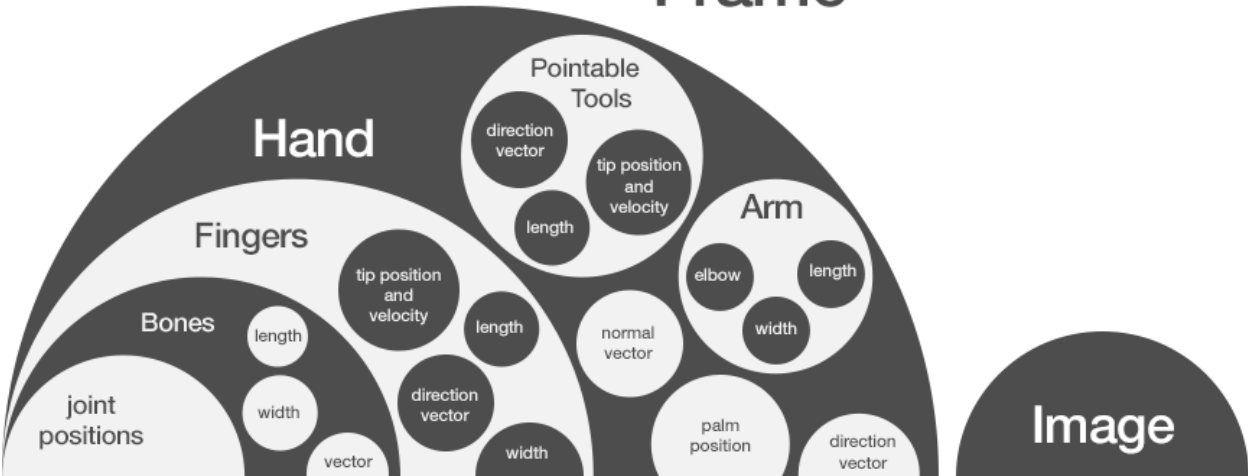 Frame
Hand
Pointable
Tools
direction
vector
tip position
and
velocity
length
Arm
elbow
length
width
Fingers
tip position
and
velocity
length
direction
vector
width
Bones
length
width
vector
joint
positions
normal
vector
palm
position
direction
vector
Image